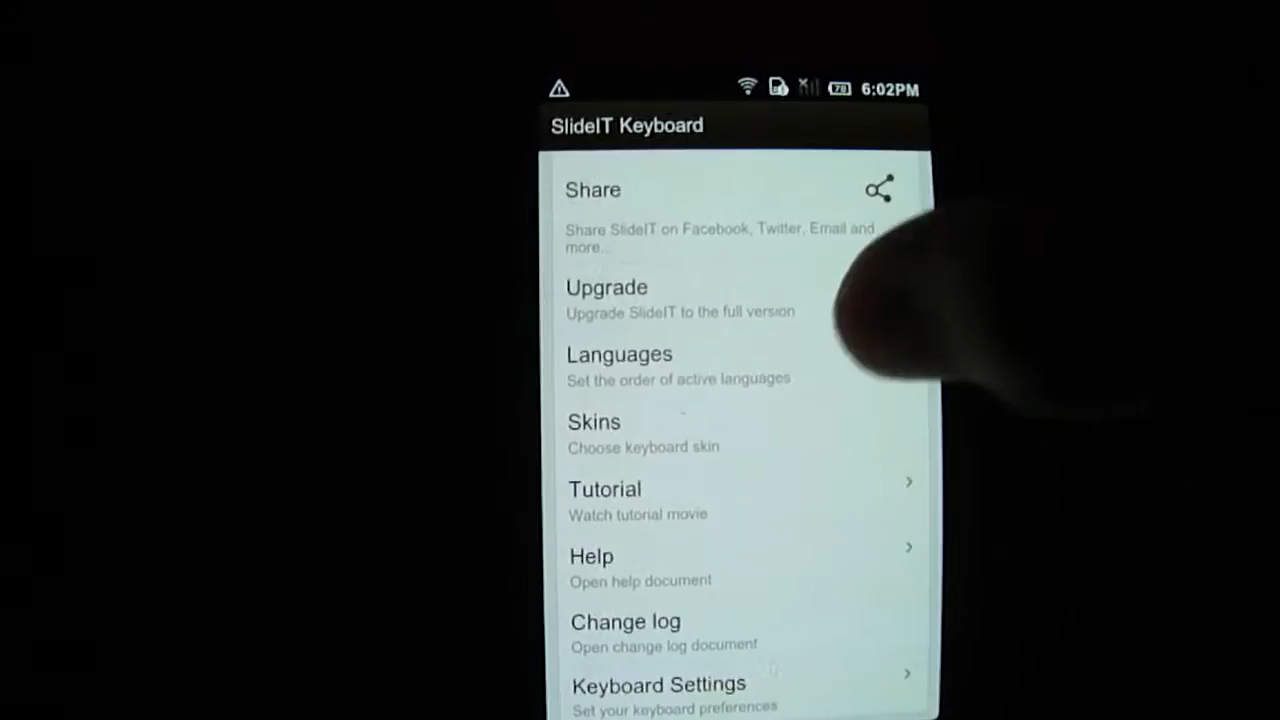 78 6:02PM
SlideIT Keyboard
Share
Share SlideIT on Facebook, Twitter, Email and
more...
Upgrade
Upgrade SlideIT to the full version
Languages
Set the order of active languages
Skins
Choose keyboard skin
Tutorial
Watch tutorial movie
Help
Open help document
Change log
Open change log document
Keyboard Settings
Set your keyboard preferences